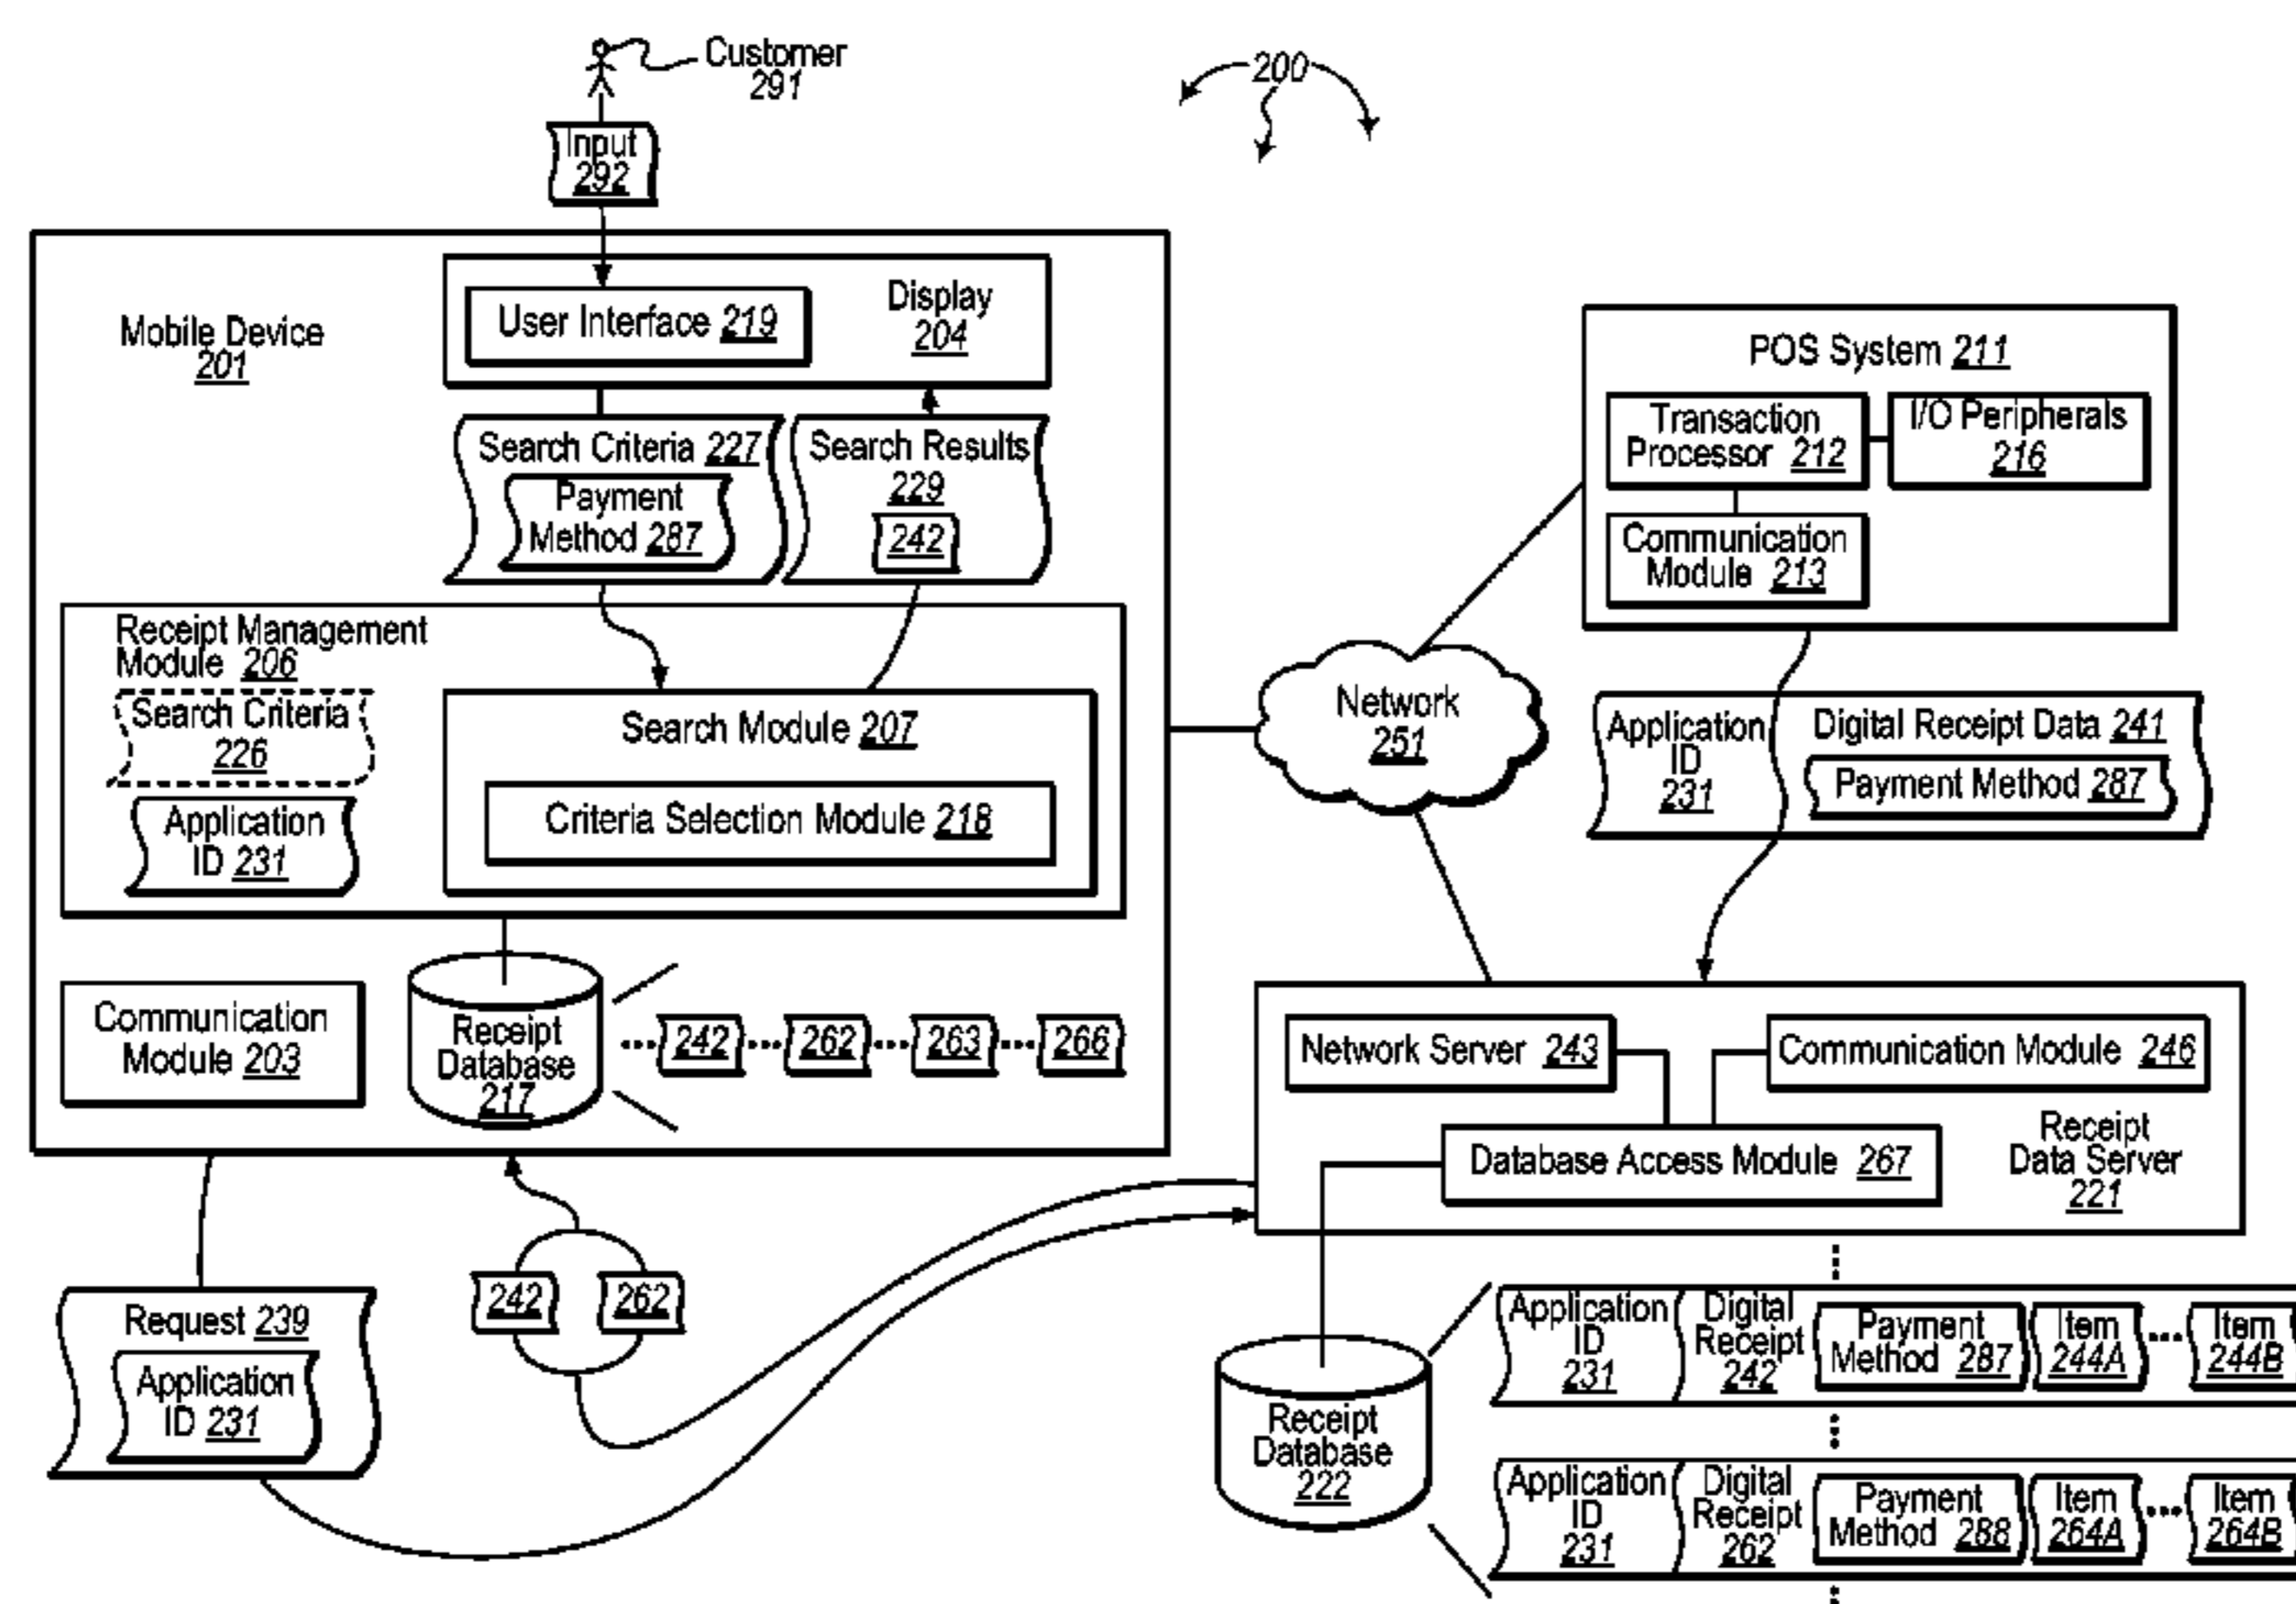 Customer
291
200
Input
292
Mobile Device
201
User Interface 219
Display
204
Search Criteria 227
Payment
Method 287
Search Results
229
242
Receipt Management
Module 206
Search Criteria
226
Application
ID 231
Search Module 207
Criteria Selection Module 218
Communication
Module 203
Receipt
Database
217
...242...262...263...266
Request 239
Application
ID 231
242
262
Network
251
POS System 211
Transaction
Processor 212
I/O Peripherals
216
Communication
Module 213
Application
ID
231
Digital Receipt Data 241
Payment Method 287
Network Server 243
Communication Module 246
Database Access Module 267
Receipt
Data Server
221
Receipt
Database
222
Application
ID
231
Digital
Receipt
242
Payment
Method 287
Item
244A
...
Item
244B
Application
ID
231
Digital
Receipt
262
Payment
Method 288
Item
264A
...
Item
264B